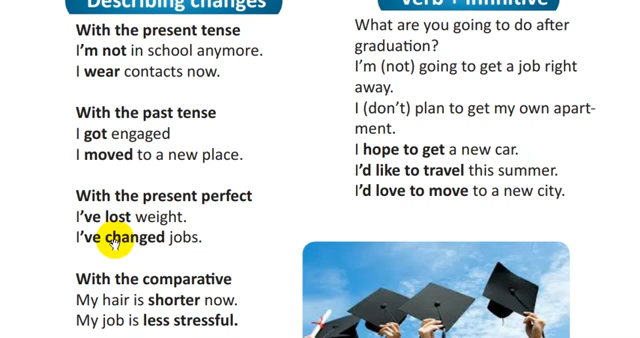 Describing changes
With the present tense
I'm not in school anymore.
I wear contacts now.
With the past tense
I got engaged
I moved to a new place.
With the present perfect
I've lost weight.
I've changed jobs.
With the comparative
My hair is shorter now.
My job is less stressful.
verb + infinitive
What are you going to do after
graduation?
I'm (not) going to get a job right
away.
I (don't) plan to get my own apart-
ment.
I hope to get a new car.
I'd like to travel this summer.
I'd love to move to a new city.